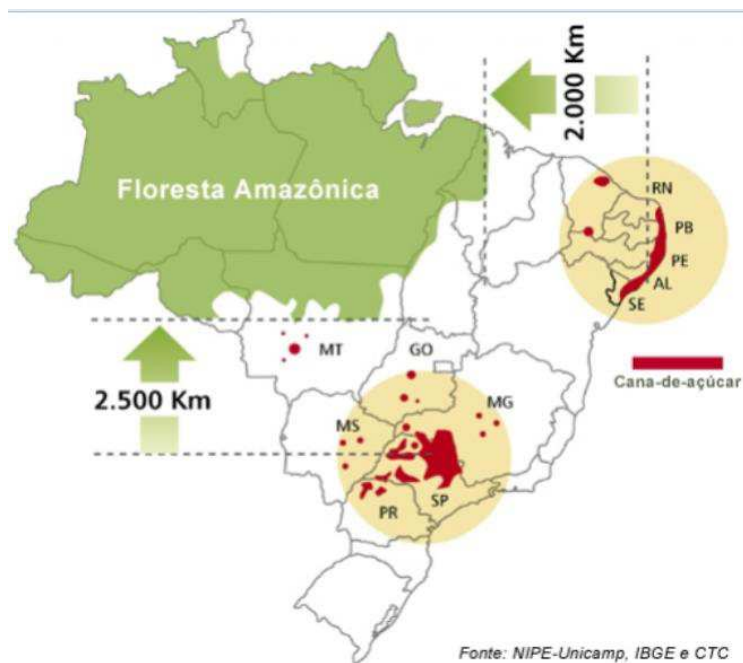 2.000 Km
Floresta Amazônica
RN
PB
PE
AL
SE
MT
GO
Cana-de-açúcar
2.500 Km
MS
MG
SP
PR
Fonte: NIPE-Unicamp, IBGE e CTC